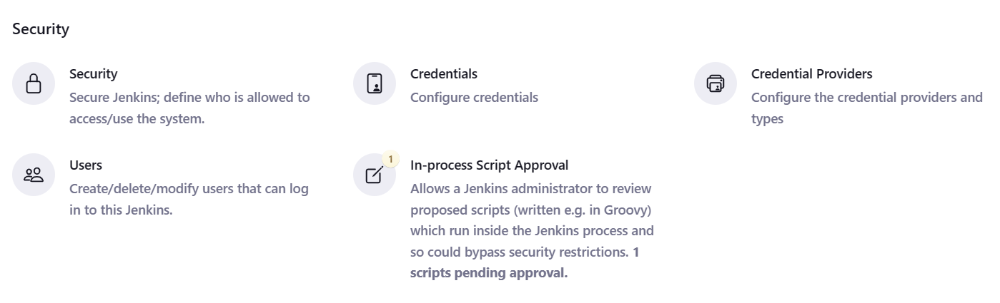 Security
Security
Secure Jenkins; define who is allowed to
access/use the system.
Credentials
Configure credentials
Credential Providers
Configure the credential providers and
types
Users
Create/delete/modify users that can log
in to this Jenkins.
1
In-process Script Approval
Allows a Jenkins administrator to review
proposed scripts (written e.g. in Groovy)
which run inside the Jenkins process and
so could bypass security restrictions. 1
scripts pending approval.